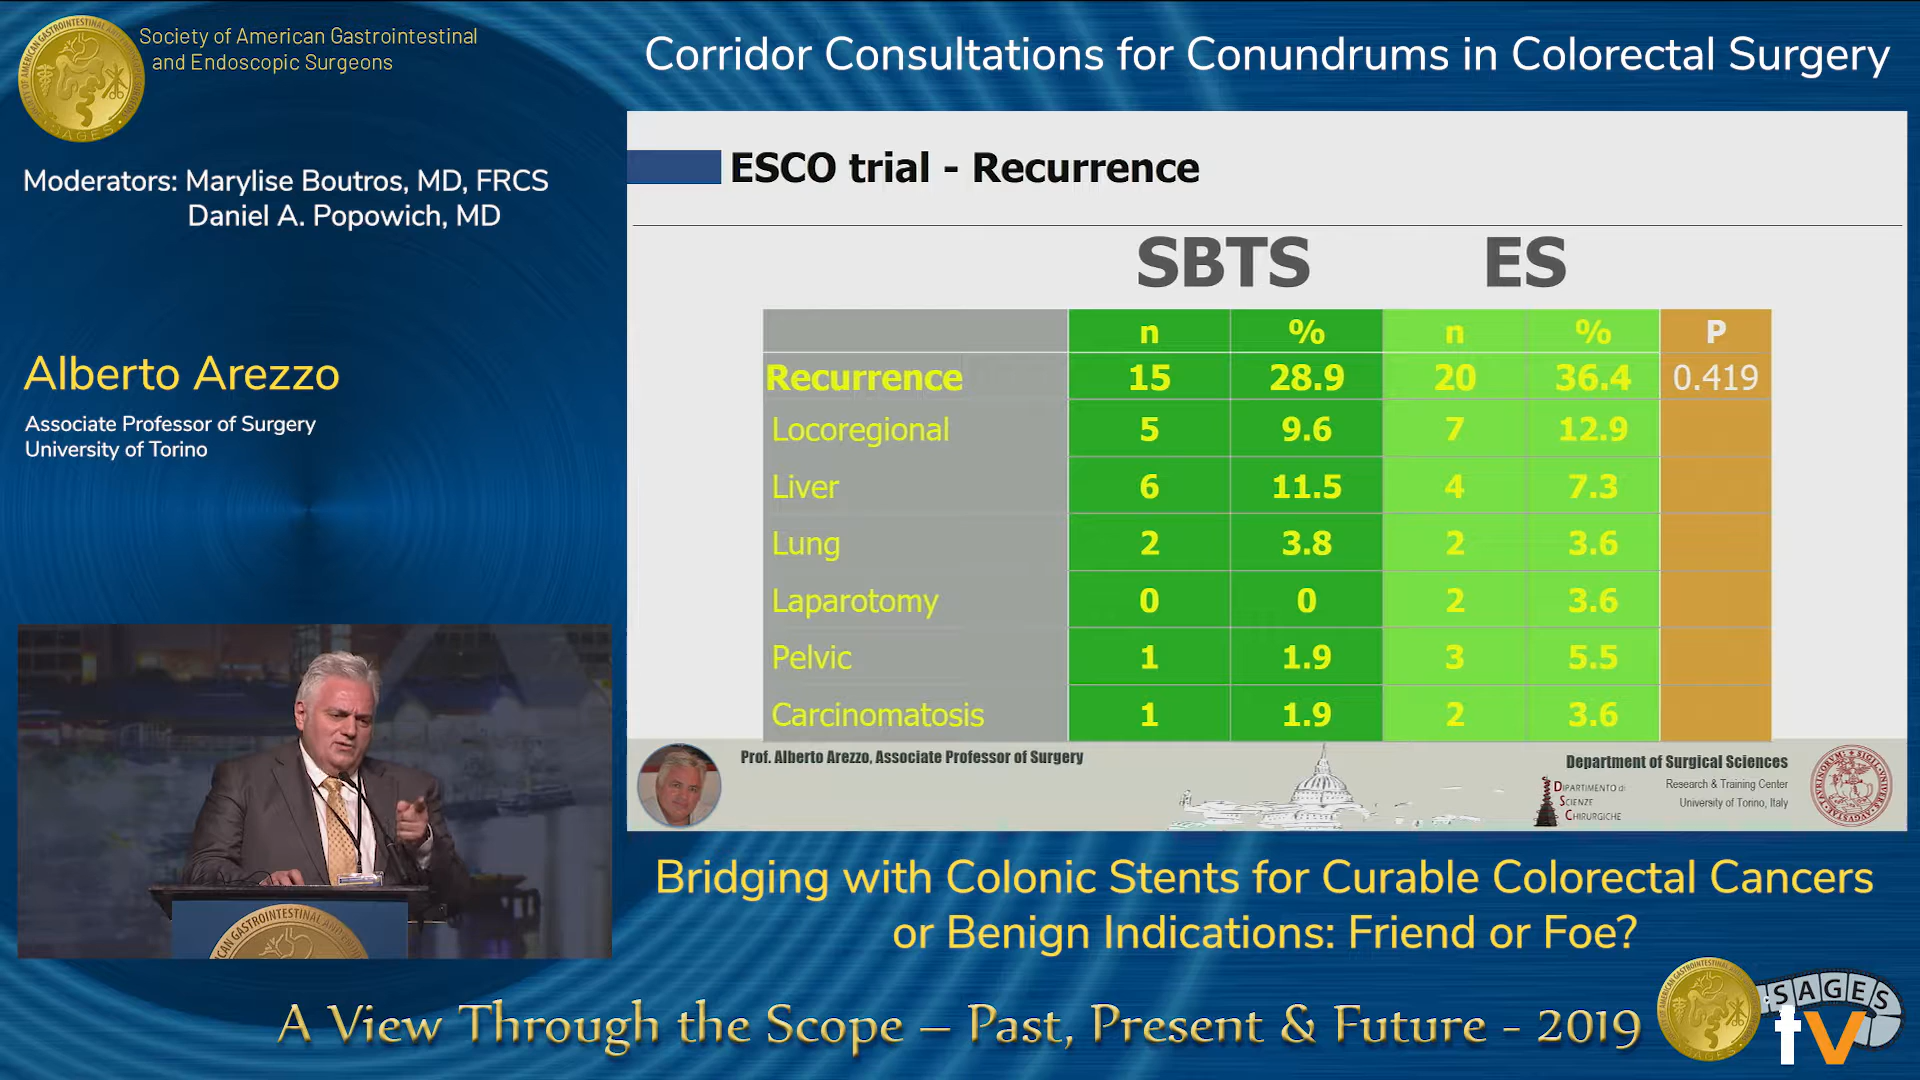 Society of American Gastrointestinal
and Endoscopic Surgeons
SAGES
Corridor Consultations for Conundrums in Colorectal Surgery
Moderators: Marylise Boutros, MD, FRCS
Daniel A. Popowich, MD
Alberto Arezzo
Associate Professor of Surgery
University of Torino
ESCO trial - Recurrence
SBTS ES
n % n % P
Recurrence 15 28.9 20 36.4 0.419
Locoregional 5 9.6 7 12.9
Liver 6 11.5 4 7.3
Lung 2 3.8 2 3.6
Laparotomy 0 0 2 3.6
Pelvic 1 1.9 3 5.5
Carcinomatosis 1 1.9 2 3.6
Prof. Alberto Arezzo, Associate Professor of Surgery
Department of Surgical Sciences
Research & Training Center
University of Torino, Italy
DIPARTIMENTO di
SCIENZE
CHIRURGICHE
Bridging with Colonic Stents for Curable Colorectal Cancers
or Benign Indications: Friend or Foe?
A View Through the Scope – Past, Present & Future - 2019
SAGES
tv